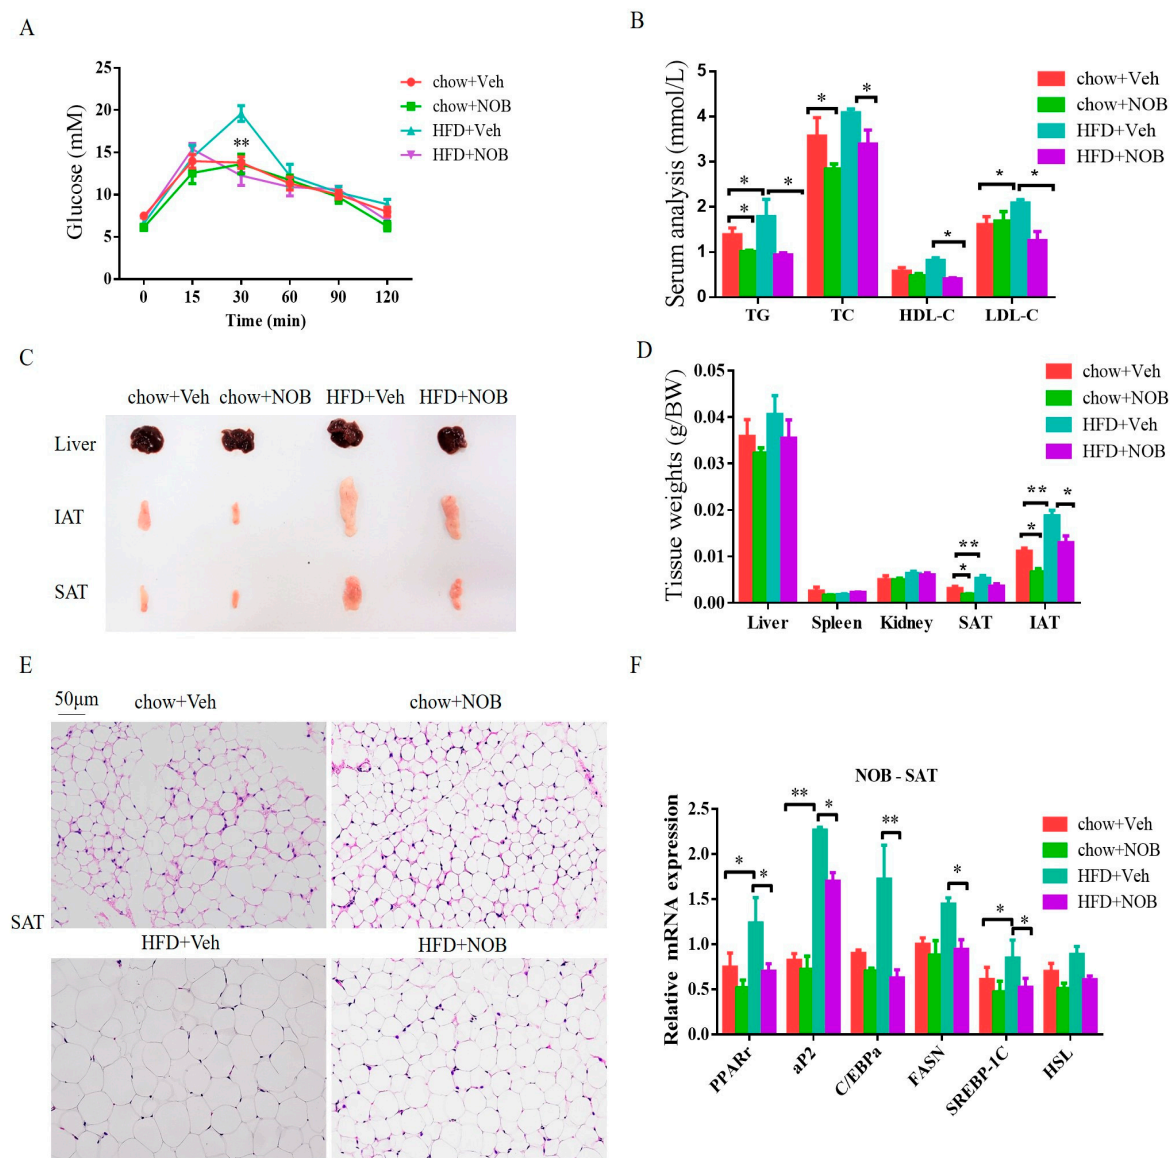 A
25
20
15
10
5
0
Glucose (mM)
**
0 15 30 60 90 120
Time (min)
chow+Veh
chow+NOB
HFD+Veh
HFD+NOB
B
5
4
3
2
1
0
Serum analysis (mmol/L)
* * *
* *
* * *
*
TG TC HDL-C LDL-C
chow+Veh
chow+NOB
HFD+Veh
HFD+NOB
C
chow+Veh chow+NOB HFD+Veh HFD+NOB
Liver
IAT
SAT
D
0.05
0.04
0.03
0.02
0.01
0.00
Tissue weights (g/BW)
** *
*
**
*
Liver Spleen Kidney SAT IAT
chow+Veh
chow+NOB
HFD+Veh
HFD+NOB
E
50μm
chow+Veh chow+NOB
SAT
HFD+Veh HFD+NOB
F
NOB - SAT
2.5
2.0
1.5
1.0
0.5
0.0
Relative mRNA expression
** *
**
* * *
* *
PPARr aP2 C/EBPa FASN SREBP-1C HSL
chow+Veh
chow+NOB
HFD+Veh
HFD+NOB